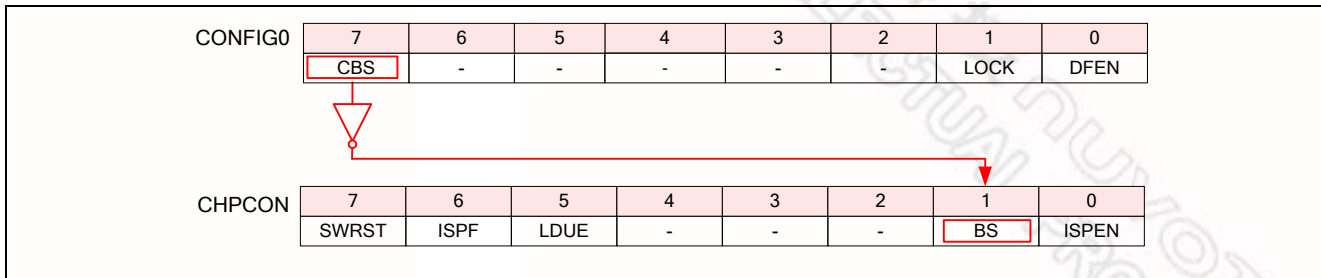 CONFIG0 7 6 5 4 3 2 1 0
CBS - - - - - LOCK DFEN
CHPCON 7 6 5 4 3 2 1 0
SWRST ISPF LDUE - - - BS ISPEN